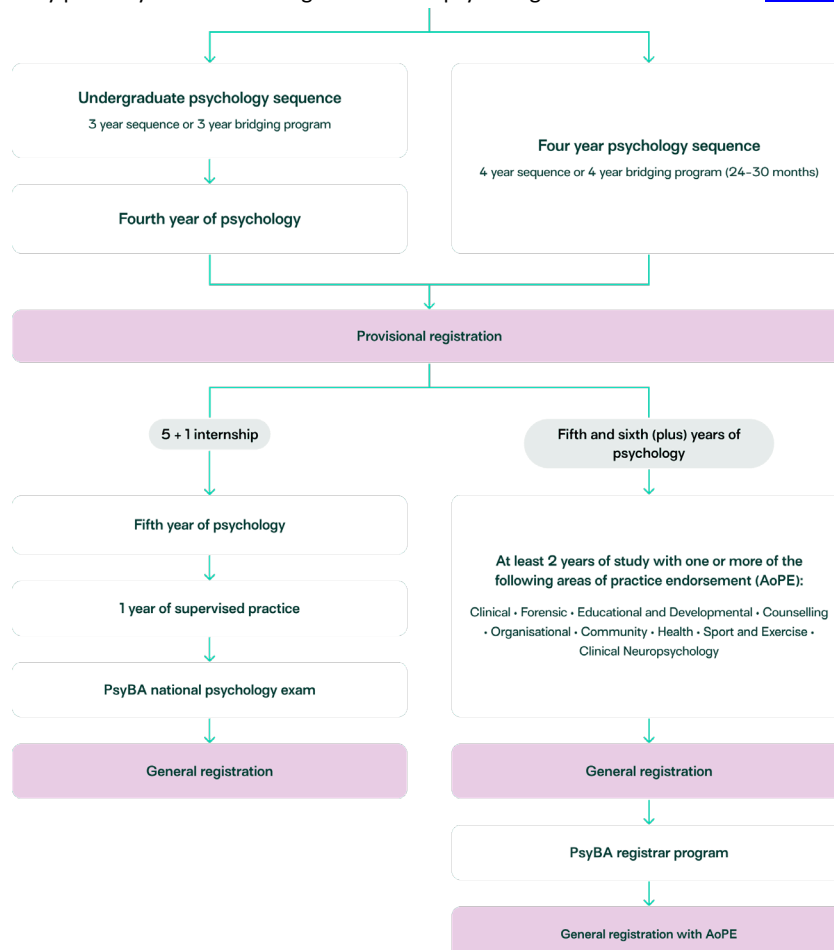 Undergraduate psychology sequence
3 year sequence or 3 year bridging program
Four year psychology sequence
4 year sequence or 4 year bridging program (24-30 months)
Fourth year of psychology
Provisional registration
5 + 1 internship
Fifth and sixth (plus) years of
psychology
Fifth year of psychology
1 year of supervised practice
PsyBA national psychology exam
General registration
At least 2 years of study with one or more of the
following areas of practice endorsement (AoPE):
Clinical • Forensic • Educational and Developmental • Counselling
• Organisational • Community • Health • Sport and Exercise •
Clinical Neuropsychology
General registration
PsyBA registrar program
General registration with AoPE